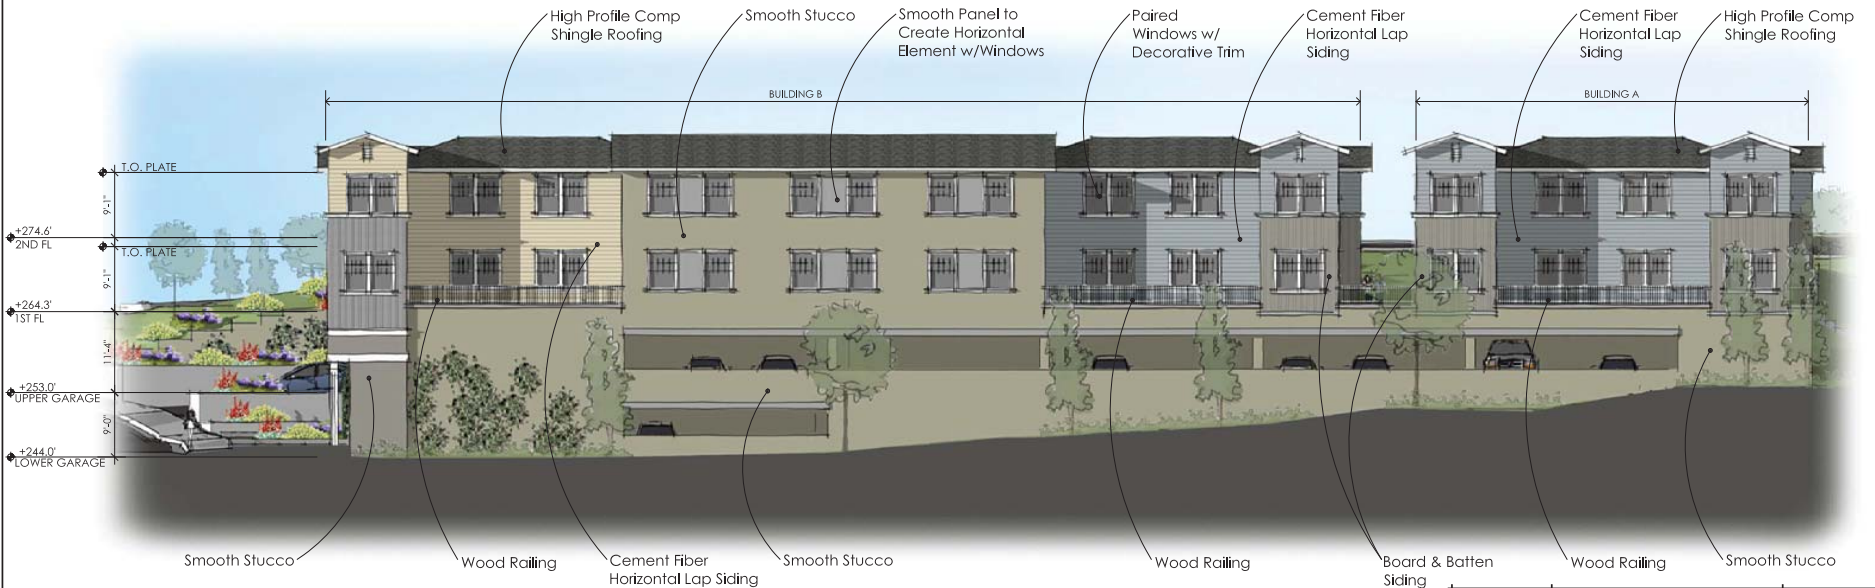 High Profile Comp
Shingle Roofing
Smooth Stucco
Smooth Panel to
Create Horizontal
Element w/Windows
Paired
Windows w/
Decorative Trim
Cement Fiber
Horizontal Lap
Siding
Cement Fiber
Horizontal Lap
Siding
High Profile Comp
Shingle Roofing
BUILDING B
BUILDING A
T.O. PLATE
9'-1"
+274.6'
2ND FL
T.O. PLATE
9'-1"
+264.3'
1ST FL
11'-4"
+253.0'
UPPER GARAGE
9'-0"
+244.0'
LOWER GARAGE
Smooth Stucco
Wood Railing
Cement Fiber
Horizontal Lap Siding
Smooth Stucco
Wood Railing
Board & Batten
Siding
Wood Railing
Smooth Stucco